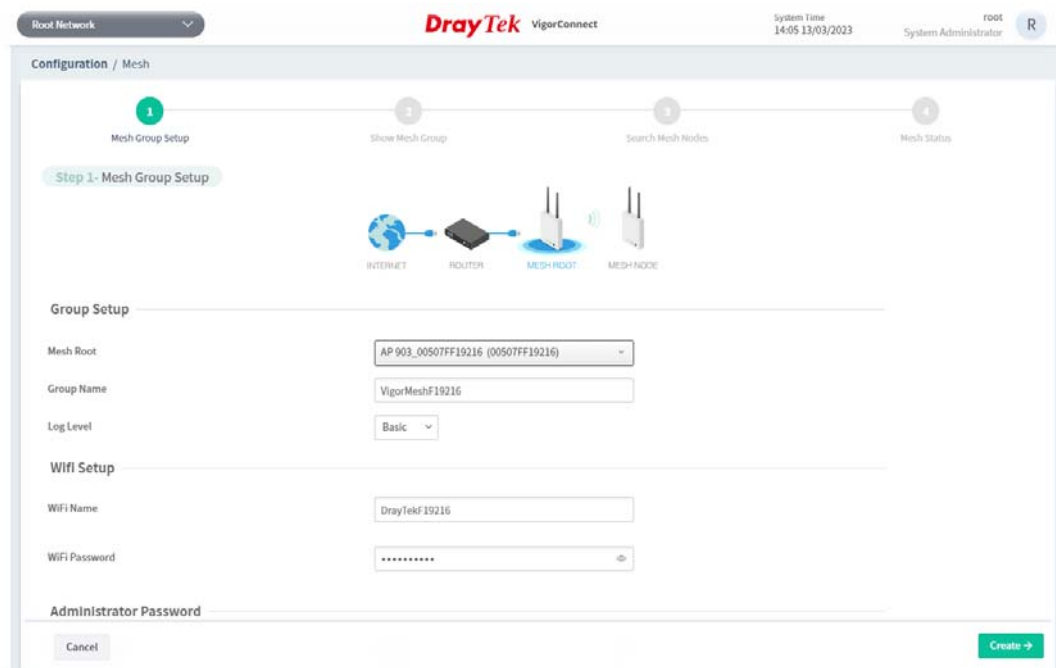 Root Network
DrayTek VigorConnect
System Time
14:05 13/03/2023
root
System Administrator
R
Configuration / Mesh
1
2
3
4
Mesh Group Setup
Show Mesh Group
Search Mesh Nodes
Mesh Status
Step 1- Mesh Group Setup
INTERNET
ROUTER
MESH ROOT
MESH NODE
Group Setup
Mesh Root
AP 903_00507FF19216 (00507FF19216)
Group Name
VigorMeshF19216
Log Level
Basic
Wifi Setup
WiFi Name
DrayTekF19216
WiFi Password
••••••••••
Administrator Password
Cancel
Create →